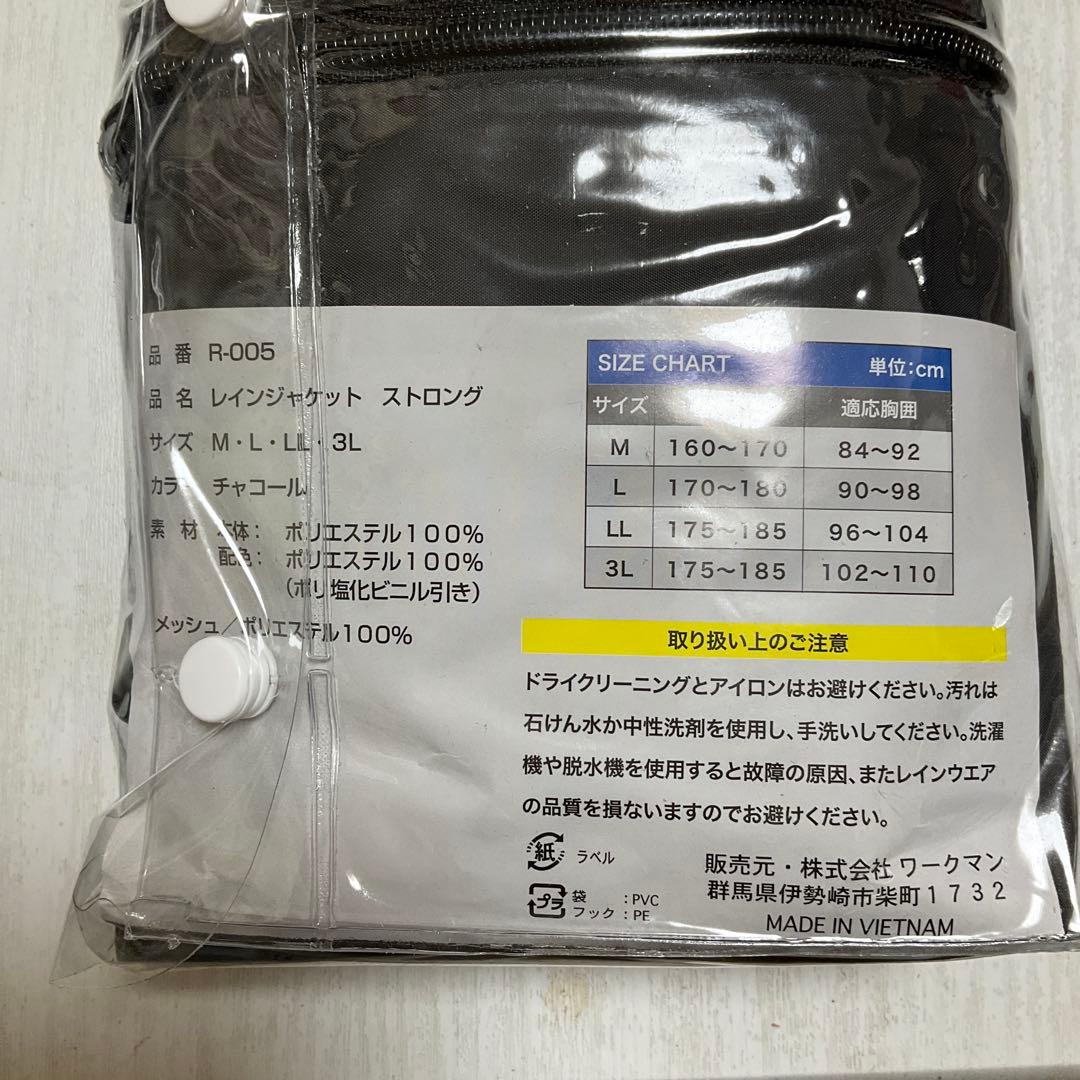 品番 R-005
品名 レインジャケット ストロング
サイズ M・L・LL・3L
カラー チャコール
素材 本体： ポリエステル100%
配色： ポリエステル100%
（ポリ塩化ビニル引き）
メッシュ／ポリエステル100%
SIZE CHART 単位：cm
サイズ 適応胸囲
M 160～170 84～92
L 170～180 90～98
LL 175～185 96～104
3L 175～185 102～110
取り扱い上のご注意
ドライクリーニングとアイロンはお避けください。汚れは
石けん水か中性洗剤を使用し、手洗いしてください。洗濯
機や脱水機を使用すると故障の原因、またレインウエア
の品質を損ないますのでお避けください。
紙 ラベル
プラ 袋 ：PVC
フック ：PE
販売元・株式会社 ワークマン
群馬県伊勢崎市柴町1732
MADE IN VIETNAM